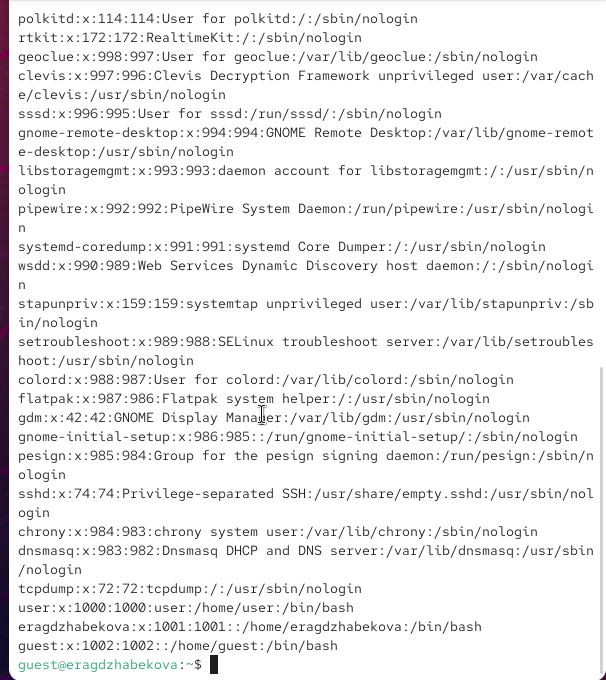 polkitd:x:114:114:User for polkitd:/:/sbin/nologin
rtkit:x:172:172:RealtimeKit:/:/sbin/nologin
geoclue:x:998:997:User for geoclue:/var/lib/geoclue:/sbin/nologin
clevis:x:997:996:Clevis Decryption Framework unprivileged user:/var/cach
e/clevis:/usr/sbin/nologin
sssd:x:996:995:User for sssd:/run/sssd/:/sbin/nologin
gnome-remote-desktop:x:994:994:GNOME Remote Desktop:/var/lib/gnome-remot
e-desktop:/usr/sbin/nologin
libstoragemgmt:x:993:993:daemon account for libstoragemgmt:/:/usr/sbin/n
ologin
pipewire:x:992:992:PipeWire System Daemon:/run/pipewire:/usr/sbin/nologi
n
systemd-coredump:x:991:991:systemd Core Dumper:/:/usr/sbin/nologin
wsdd:x:990:989:Web Services Dynamic Discovery host daemon:/:/sbin/nologi
n
stapunpriv:x:159:159:systemtap unprivileged user:/var/lib/stapunpriv:/sb
in/nologin
setroubleshoot:x:989:988:SELinux troubleshoot server:/var/lib/setroubles
hoot:/usr/sbin/nologin
colord:x:988:987:User for colord:/var/lib/colord:/sbin/nologin
flatpak:x:987:986:Flatpak system helper:/:/usr/sbin/nologin
gdm:x:42:42:GNOME Display Manager:/var/lib/gdm:/usr/sbin/nologin
gnome-initial-setup:x:986:985::/run/gnome-initial-setup/:/sbin/nologin
pesign:x:985:984:Group for the pesign signing daemon:/run/pesign:/sbin/n
ologin
sshd:x:74:74:Privilege-separated SSH:/usr/share/empty.sshd:/usr/sbin/nol
ogin
chrony:x:984:983:chrony system user:/var/lib/chrony:/sbin/nologin
dnsmasq:x:983:982:Dnsmasq DHCP and DNS server:/var/lib/dnsmasq:/usr/sbin
/nologin
tcpdump:x:72:72:tcpdump:/:/usr/sbin/nologin
user:x:1000:1000:user:/home/user:/bin/bash
eragdzhabekova:x:1001:1001::/home/eragdzhabekova:/bin/bash
guest:x:1002:1002::/home/guest:/bin/bash
guest@eragdzhabekova:~$